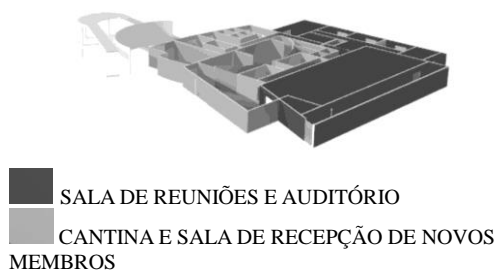 SALA DE REUNIÕES E AUDITÓRIO
CANTINA E SALA DE RECEPÇÃO DE NOVOS
MEMBROS